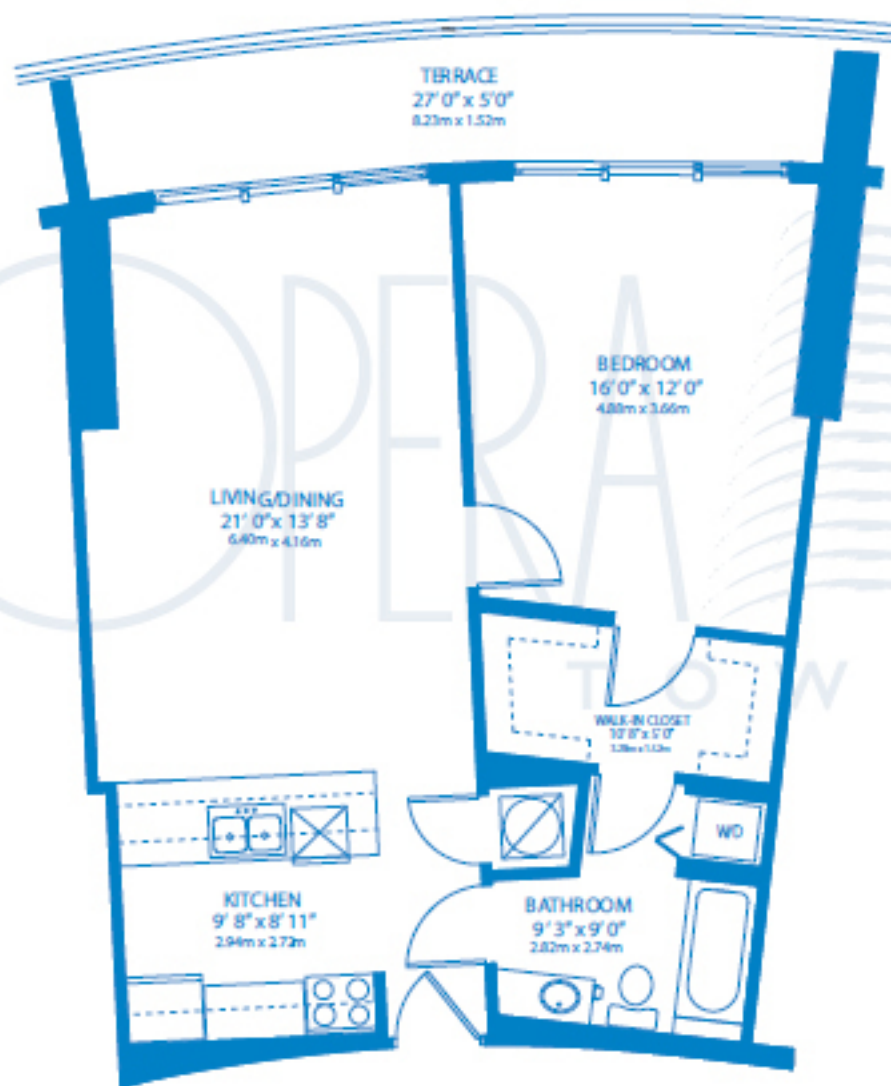 TERRACE
27' 0" x 5'0"
8.23m x 1.52m
BEDROOM
16' 0" x 12' 0"
4.88m x 3.66m
LIVING/DINING
21' 0" x 13' 8"
6.40m x 4.16m
OPERA
TOW
WALK-IN CLOSET
10' 8" x 5' 0"
WD
KITCHEN
9' 8" x 8' 11"
2.94m x 2.72m
BATHROOM
9' 3" x 9' 0"
2.82m x 2.74m